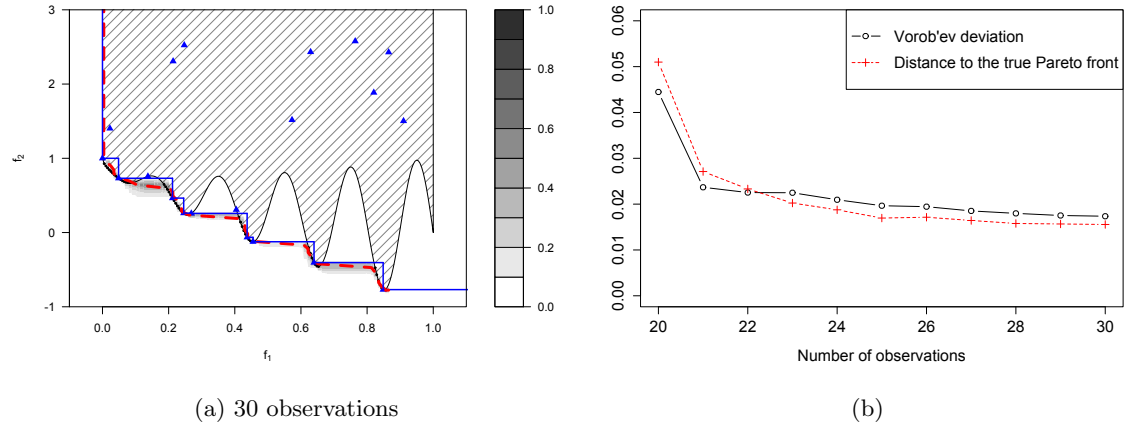 3
2
1
0
-1
f2
0.0 0.2 0.4 0.6 0.8 1.0
f1
1.0
0.8
0.6
0.4
0.2
0.0
(a) 30 observations
0.06
0.05
0.04
0.03
0.02
0.01
0.00
Vorob'ev deviation
Distance to the true Pareto front
20 22 24 26 28 30
Number of observations
(b)